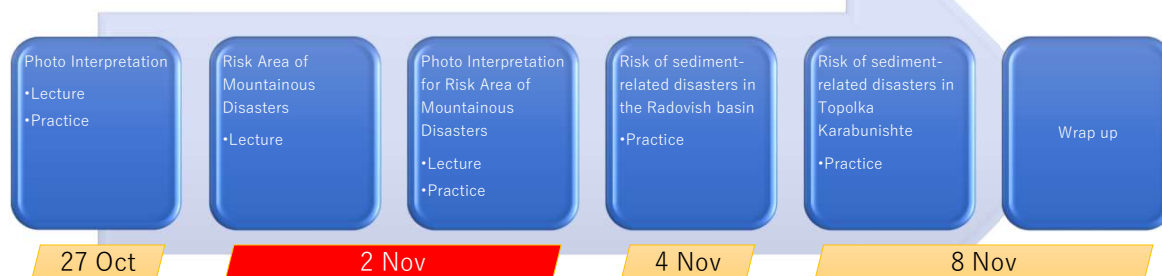 Photo Interpretation
•Lecture
•Practice
Risk Area of
Mountainous
Disasters
•Lecture
Photo Interpretation
for Risk Area of
Mountainous
Disasters
•Lecture
•Practice
Risk of sediment-
related disasters in
the Radovish basin
•Practice
Risk of sediment-
related disasters in
Topolka
Karabunishte
•Practice
Wrap up
27 Oct
2 Nov
4 Nov
8 Nov